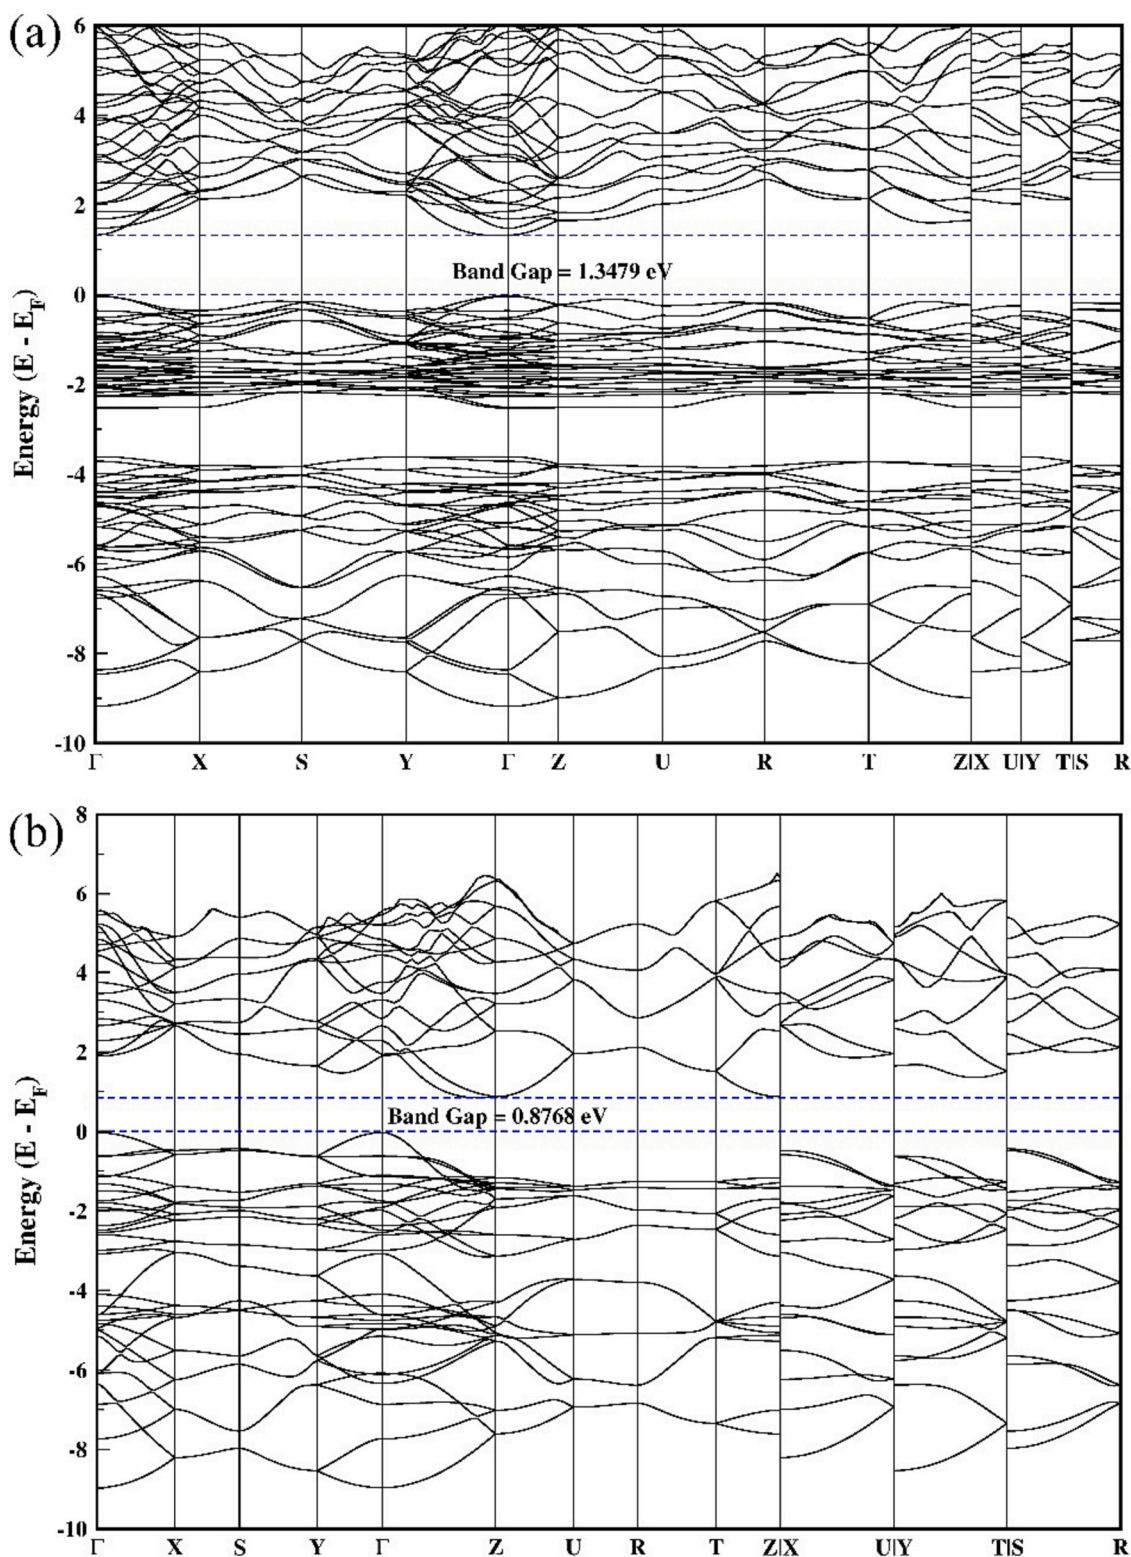 (a)
6
4
2
0
-2
-4
-6
-8
-10
Energy (E - E_F)
Band Gap = 1.3479 eV
Γ X S Y Γ Z U R T Z|X U|Y T|S R
(b)
8
6
4
2
0
-2
-4
-6
-8
-10
Energy (E - E_F)
Band Gap = 0.8768 eV
Γ X S Y Γ Z U R T Z|X U|Y T|S R